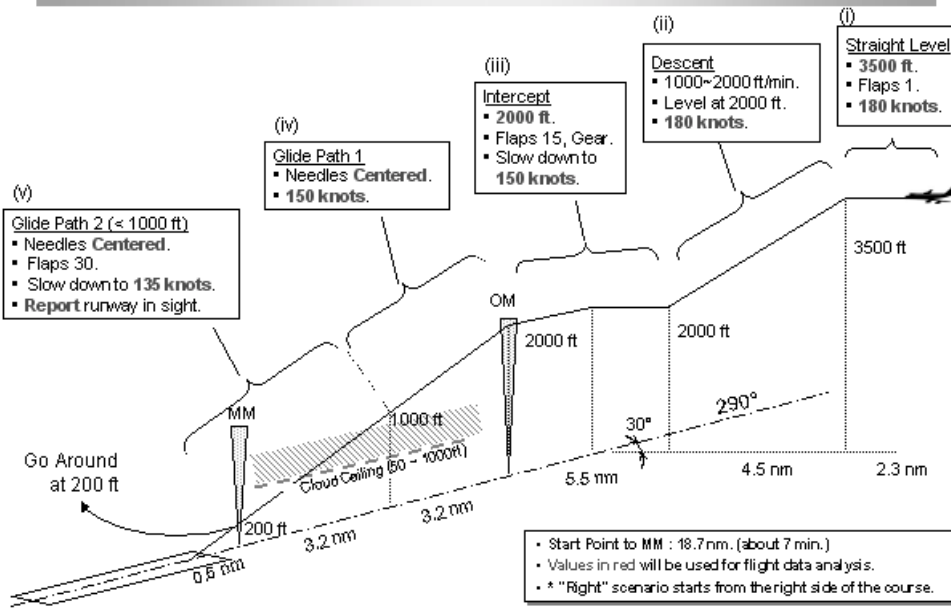 (i)
Straight Level
▪ 3500 ft.
▪ Flaps 1.
▪ 180 knots.
(ii)
Descent
▪ 1000~2000 ft/min.
▪ Level at 2000 ft.
▪ 180 knots.
(iii)
Intercept
▪ 2000 ft.
▪ Flaps 15, Gear.
▪ Slow down to
150 knots.
(iv)
Glide Path 1
▪ Needles Centered.
▪ 150 knots.
(v)
Glide Path 2 (< 1000 ft)
▪ Needles Centered.
▪ Flaps 30.
▪ Slow down to 135 knots.
▪ Report runway in sight.
3500 ft
OM
2000 ft
2000 ft
MM
1000 ft
290°
30°
Cloud Ceiling (50 ~ 1000ft)
Go Around
at 200 ft
200 ft
0.6 nm
3.2 nm
3.2 nm
5.5 nm
4.5 nm
2.3 nm
• Start Point to MM : 18.7nm. (about 7 min.)
• Values in red will be used for flight data analysis.
• * "Right" scenario starts from the right side of the course.